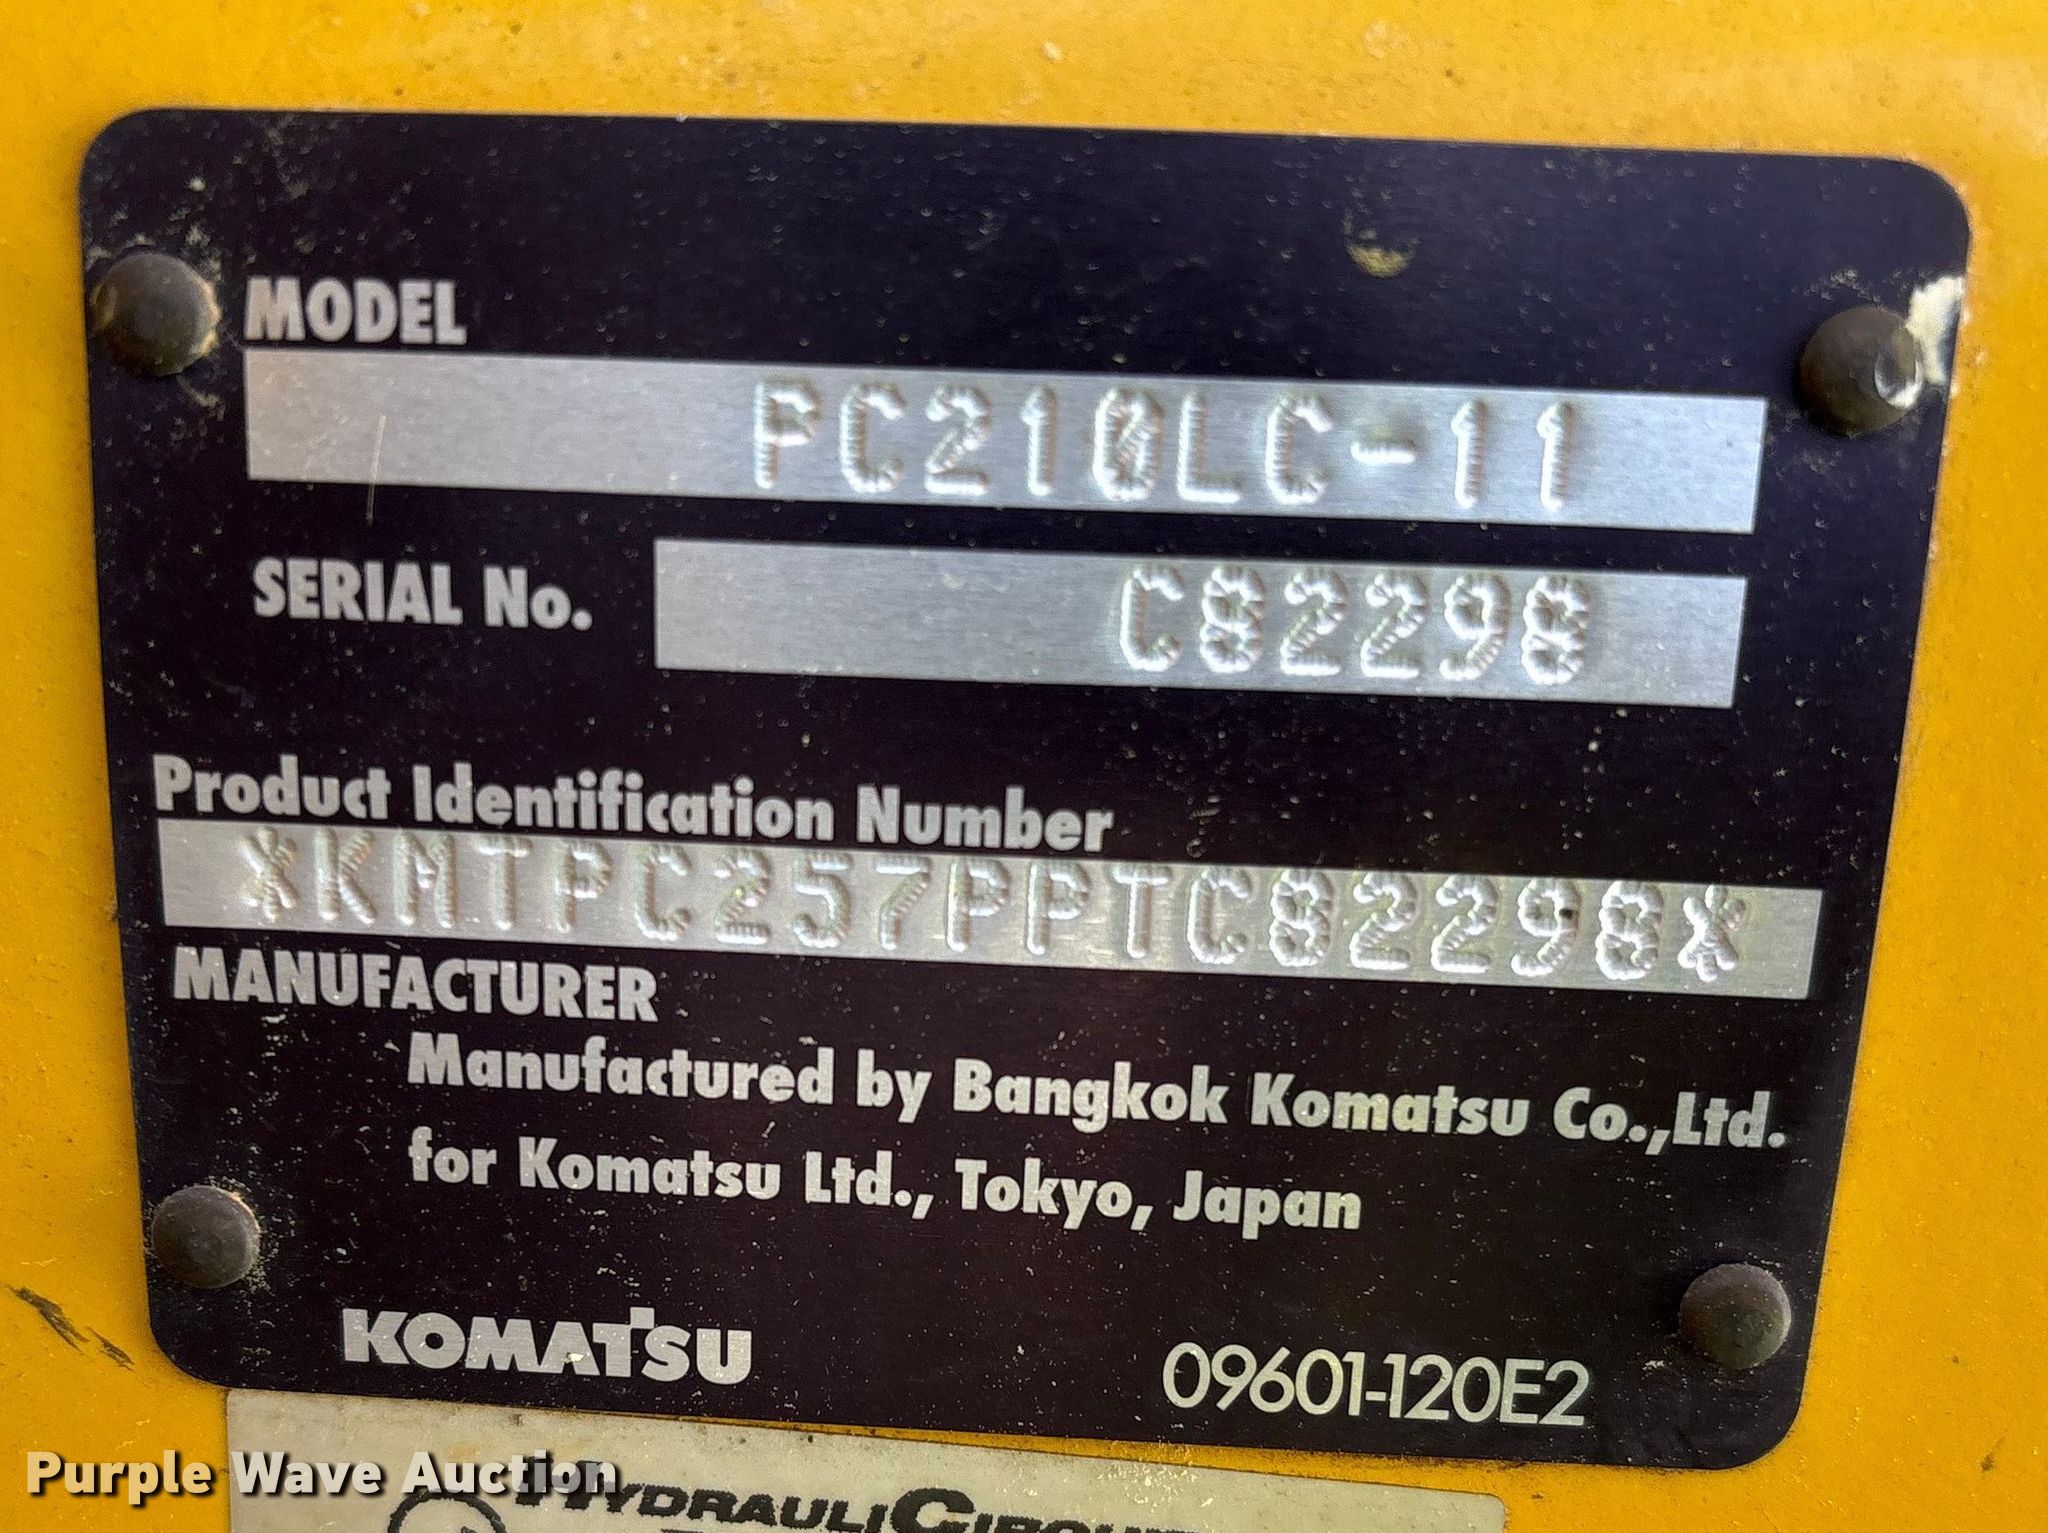 MODEL
PC210LC-11
SERIAL No.
C82298
Product Identification Number
*KMTPC257PPTC82298*
MANUFACTURER
Manufactured by Bangkok Komatsu Co.,Ltd.
for Komatsu Ltd., Tokyo, Japan
KOMATSU
09601-120E2
Purple Wave Auction